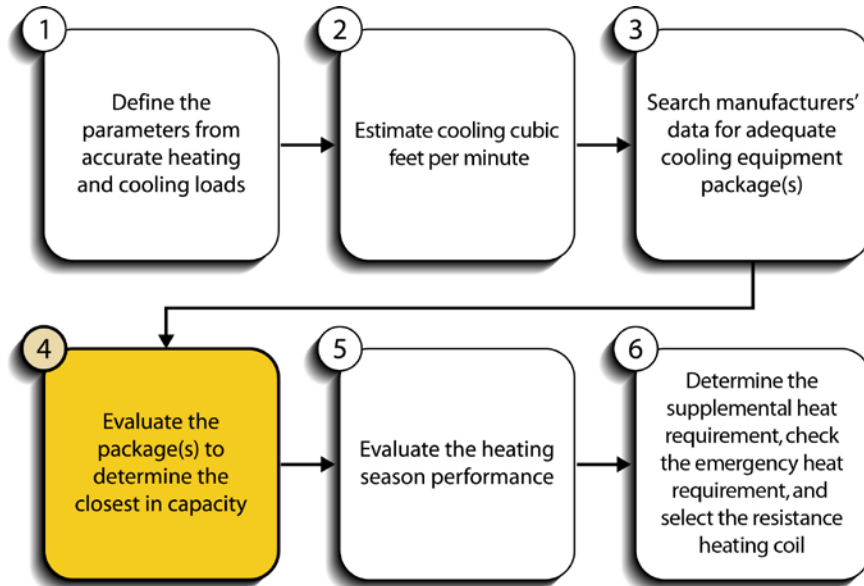 1
Define the
parameters from
accurate heating
and cooling loads
2
Estimate cooling cubic
feet per minute
3
Search manufacturers’
data for adequate
cooling equipment
package(s)
4
Evaluate the
package(s) to
determine the
closest in capacity
5
Evaluate the heating
season performance
6
Determine the
supplemental heat
requirement, check
the emergency heat
requirement, and
select the resistance
heating coil